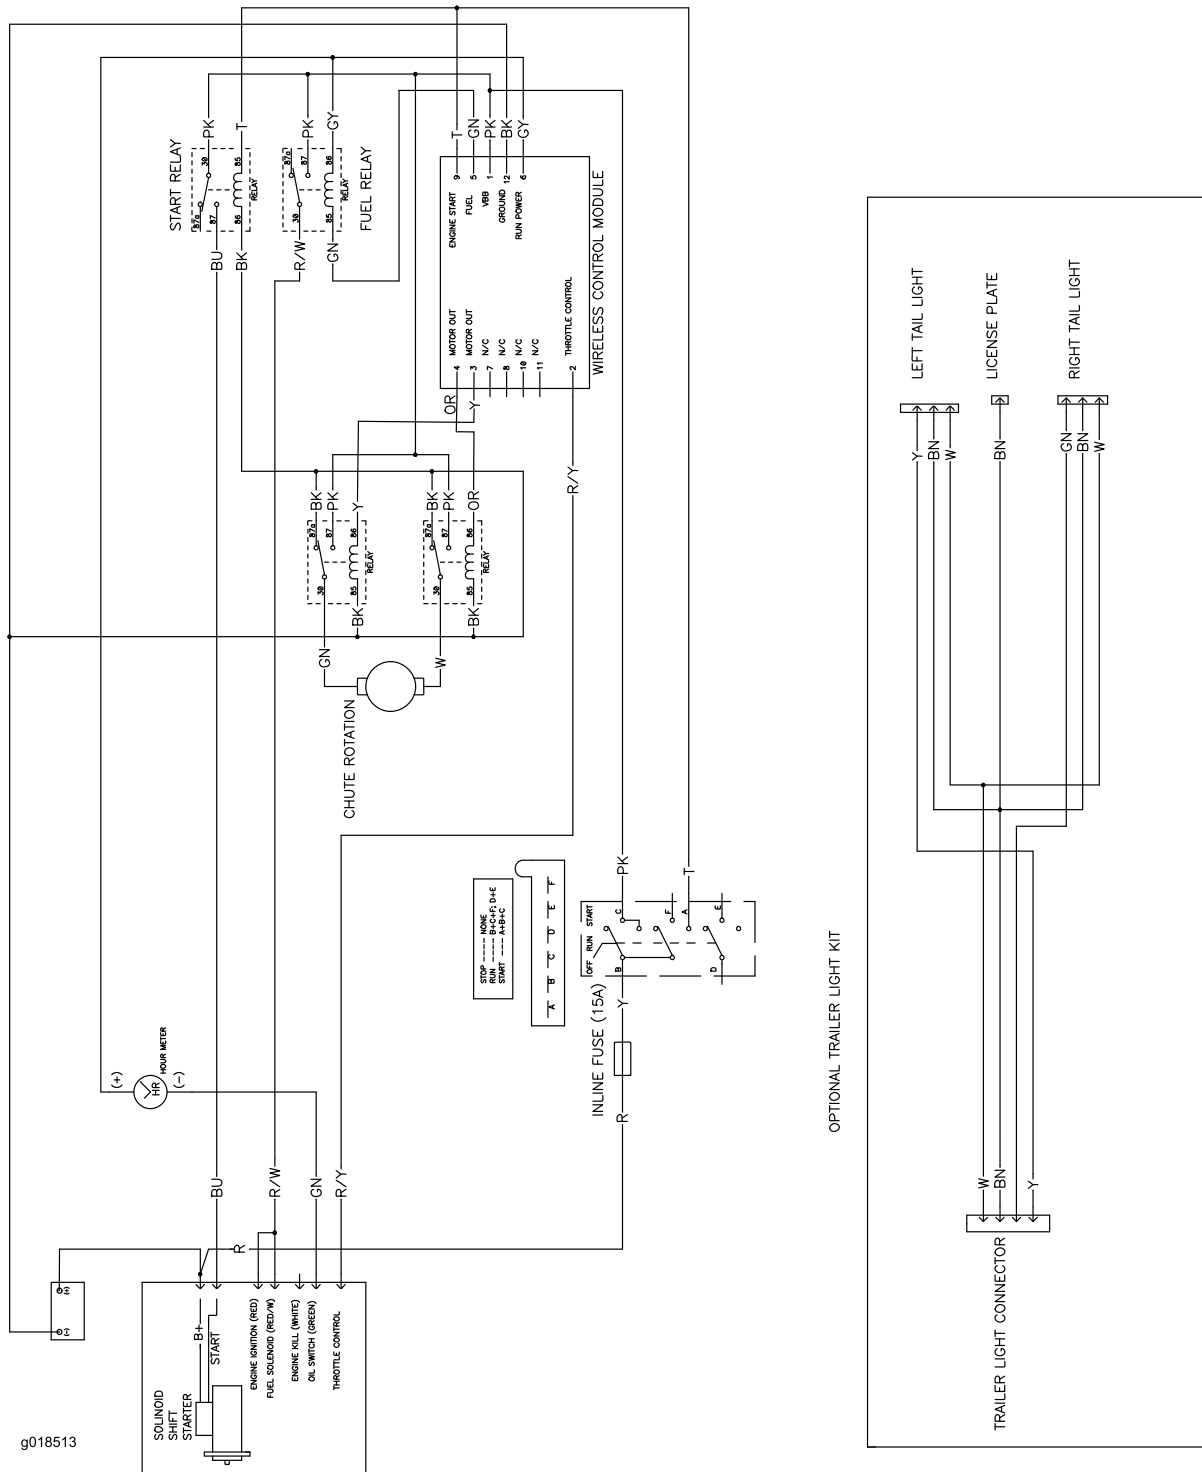 START RELAY
PK
T
30
85
87a
87
86
RELAY
BU
BK
FUEL RELAY
PK
GY
87a
87
86
30
85
RELAY
R/W
GN
T
GN
PK
BK
GY
9
5
1
12
6
ENGINE START
FUEL
VBB
GROUND
RUN POWER
WIRELESS CONTROL MODULE
MOTOR OUT
MOTOR OUT
N/C
N/C
N/C
N/C
THROTTLE CONTROL
4
3
7
8
10
11
2
OR
Y
R/Y
BK
PK
Y
87a
87
86
30
85
RELAY
BK
GN
BK
PK
OR
87a
87
86
30
85
RELAY
BK
W
CHUTE ROTATION
STOP ---- NONE
RUN ---- B+C+F; D+E
START --- A+B+C
A B C D E F
PK
T
OFF RUN START
C
F
A
E
B
D
Y
INLINE FUSE (15A)
R
(+)
HR
(-)
HOUR METER
BU
R/W
GN
R/Y
R
(+)
(-)
B+
START
SOLINOID
SHIFT
STARTER
ENGINE IGNITION (RED)
FUEL SOLENOID (RED/W)
ENGINE KILL (WHITE)
OIL SWITCH (GREEN)
THROTTLE CONTROL
g018513
OPTIONAL TRAILER LIGHT KIT
LEFT TAIL LIGHT
LICENSE PLATE
RIGHT TAIL LIGHT
Y
BN
W
BN
GN
BN
W
W
BN
Y
TRAILER LIGHT CONNECTOR